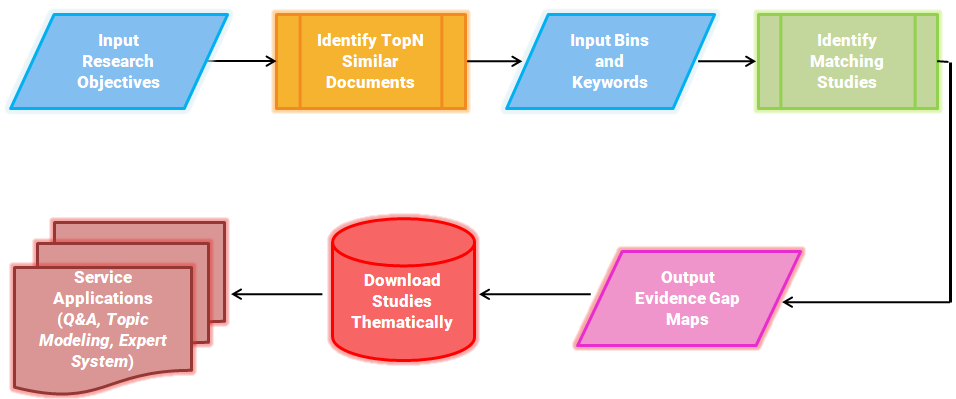 Input
Research
Objectives
Identify TopN
Similar
Documents
Input Bins
and
Keywords
Identify
Matching
Studies
Service
Applications
(Q&A, Topic
Modeling, Expert
System)
Download
Studies
Thematically
Output
Evidence Gap
Maps